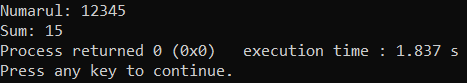 Numarul: 12345
Sum: 15
Process returned 0 (0x0)   execution time : 1.837 s
Press any key to continue.